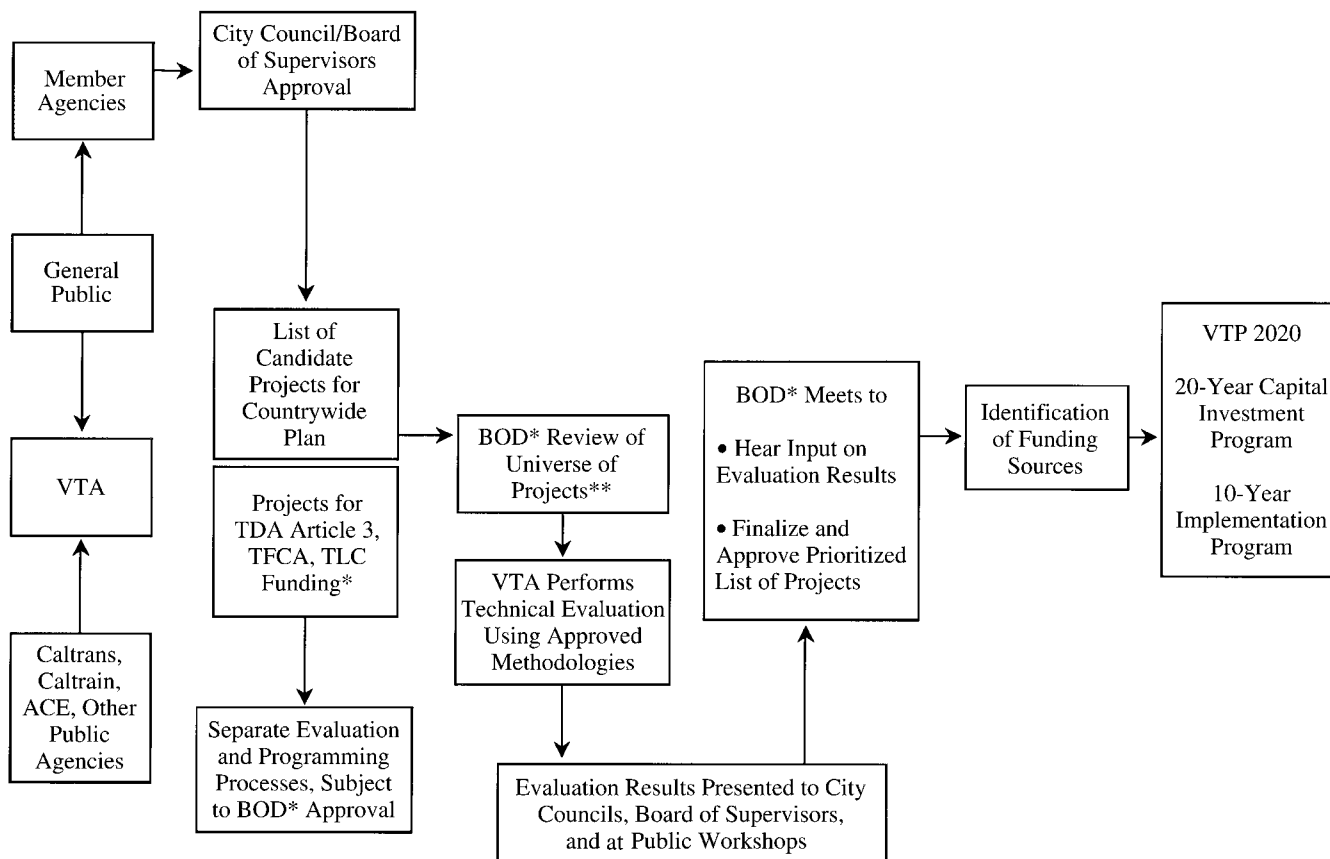 Member
Agencies
City Council/Board
of Supervisors
Approval
General
Public
VTA
Caltrans,
Caltrain,
ACE, Other
Public
Agencies
List of
Candidate
Projects for
Countrywide
Plan
Projects for
TDA Article 3,
TFCA, TLC
Funding*
Separate Evaluation
and Programming
Processes, Subject
to BOD* Approval
BOD* Review of
Universe of
Projects**
VTA Performs
Technical Evaluation
Using Approved
Methodologies
Evaluation Results Presented to City
Councils, Board of Supervisors,
and at Public Workshops
BOD* Meets to
• Hear Input on
Evaluation Results
• Finalize and
Approve Prioritized
List of Projects
Identification
of Funding
Sources
VTP 2020
20-Year Capital
Investment
Program
10-Year
Implementation
Program